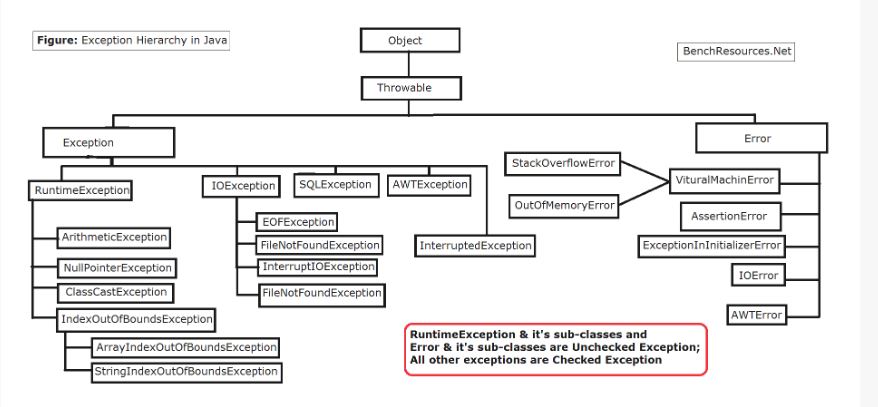 Figure: Exception Hierarchy in Java
Object
BenchResources.Net
Throwable
Exception
Error
RuntimeException
IOException
SQLException
AWTException
StackOverflowError
VituralMachinError
OutOfMemoryError
AssertionError
EOFException
ArithmeticException
FileNotFoundException
InterruptedException
ExceptionInInitializerError
NullPointerException
InterruptIOException
IOError
ClassCastException
FileNotFoundException
IndexOutOfBoundsException
AWTError
ArrayIndexOutOfBoundsException
StringIndexOutOfBoundsException
RuntimeException & it's sub-classes and
Error & it's sub-classes are Unchecked Exception;
All other exceptions are Checked Exception